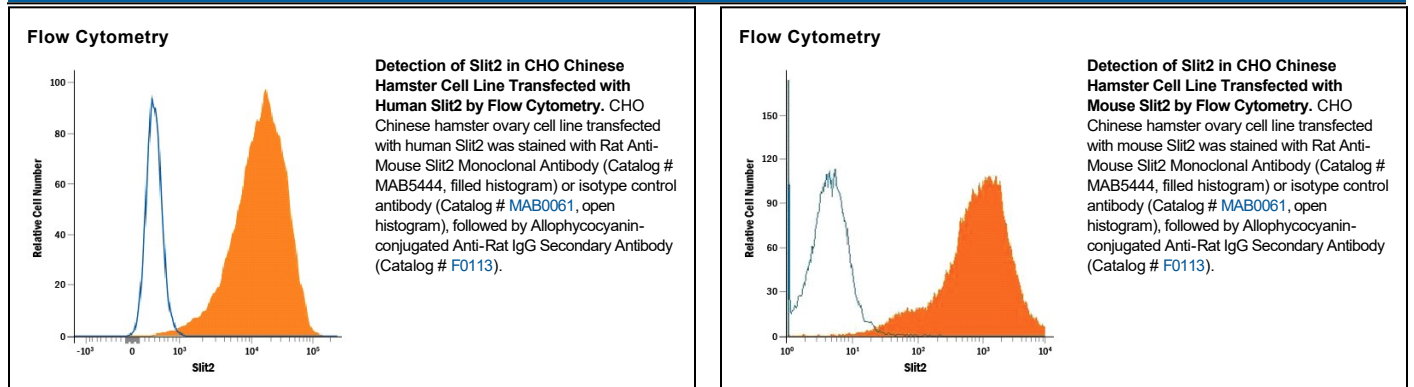 Flow Cytometry
100
80
60
40
20
0
Relative Cell Number
-10³
0
10³
10⁴
10⁵
Slit2
Detection of Slit2 in CHO Chinese
Hamster Cell Line Transfected with
Human Slit2 by Flow Cytometry. CHO
Chinese hamster ovary cell line transfected
with human Slit2 was stained with Rat Anti-
Mouse Slit2 Monoclonal Antibody (Catalog #
MAB5444, filled histogram) or isotype control
antibody (Catalog # MAB0061, open
histogram), followed by Allophycocyanin-
conjugated Anti-Rat IgG Secondary Antibody
(Catalog # F0113).
Flow Cytometry
150
120
90
60
30
0
Relative Cell Number
10⁰
10¹
10²
10³
10⁴
Slit2
Detection of Slit2 in CHO Chinese
Hamster Cell Line Transfected with
Mouse Slit2 by Flow Cytometry. CHO
Chinese hamster ovary cell line transfected
with mouse Slit2 was stained with Rat Anti-
Mouse Slit2 Monoclonal Antibody (Catalog #
MAB5444, filled histogram) or isotype control
antibody (Catalog # MAB0061, open
histogram), followed by Allophycocyanin-
conjugated Anti-Rat IgG Secondary Antibody
(Catalog # F0113).